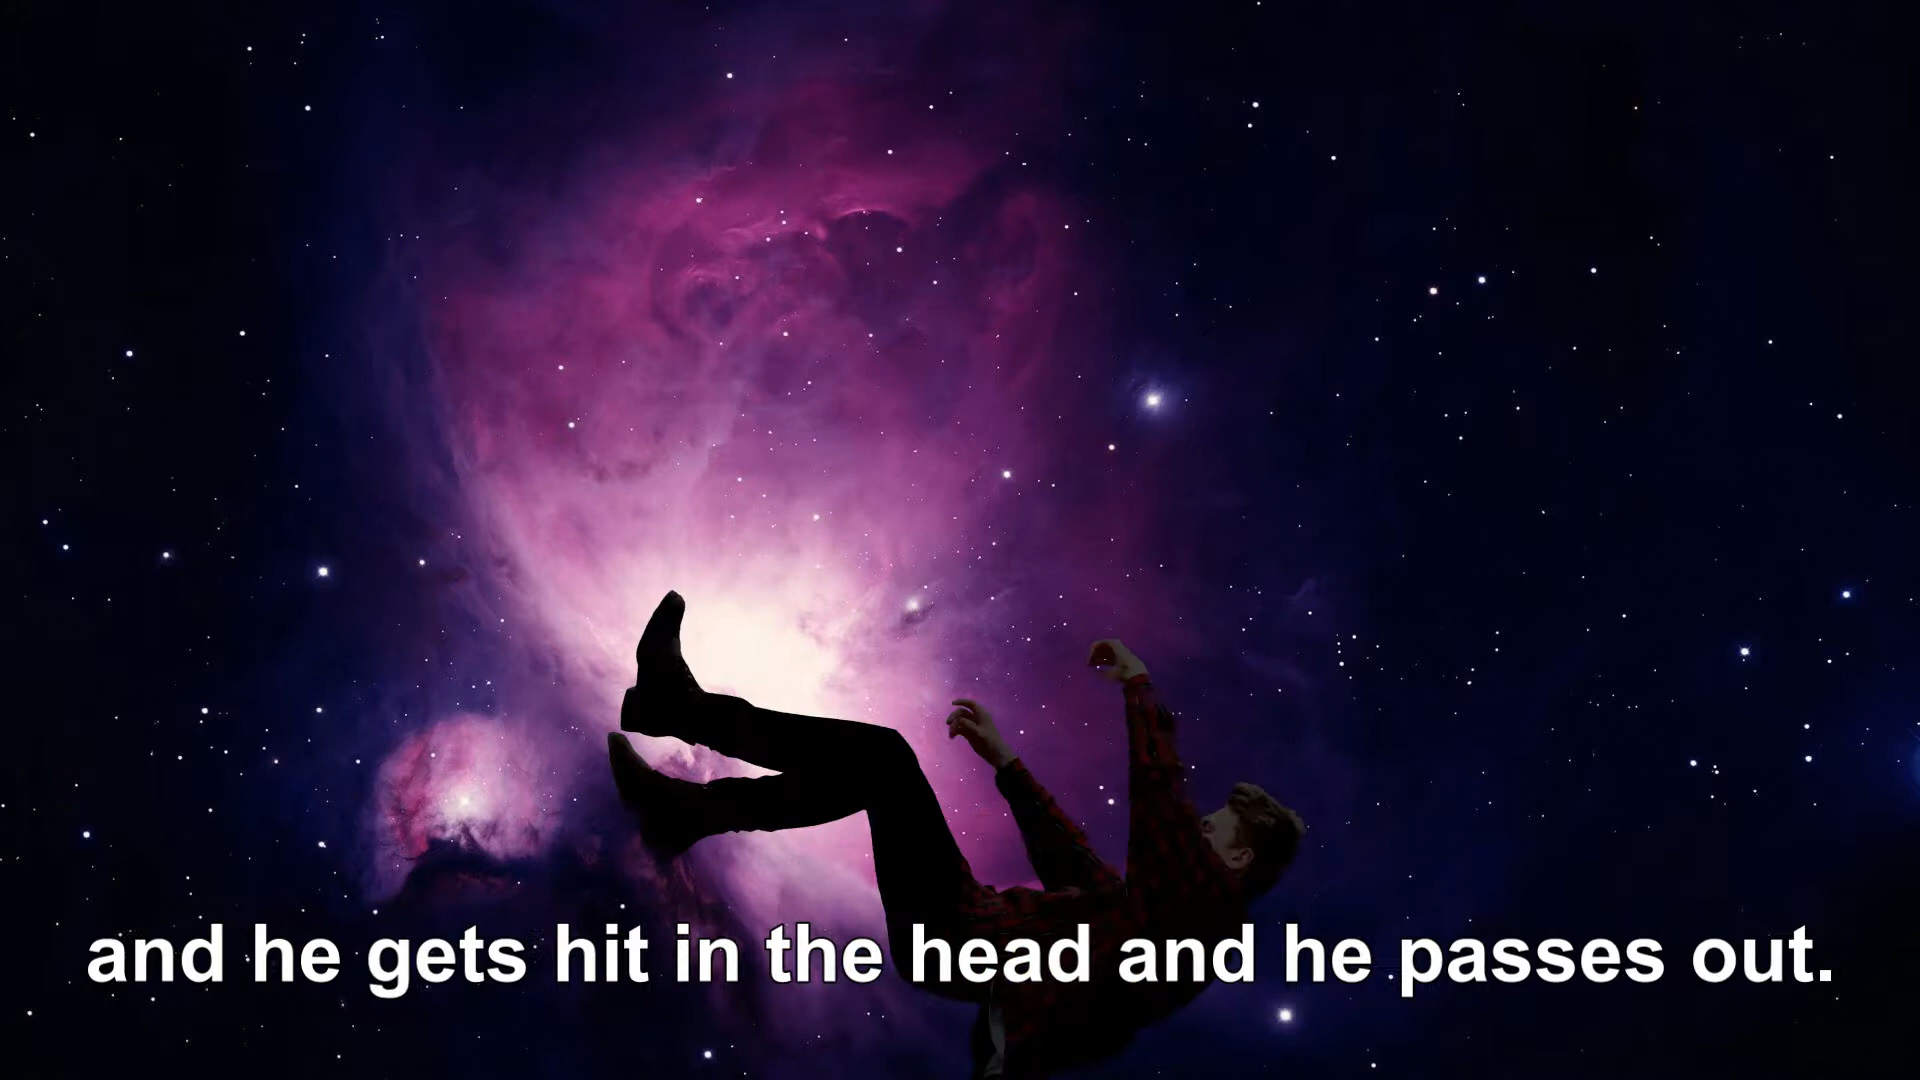 and he gets hit in the head and he passes out.